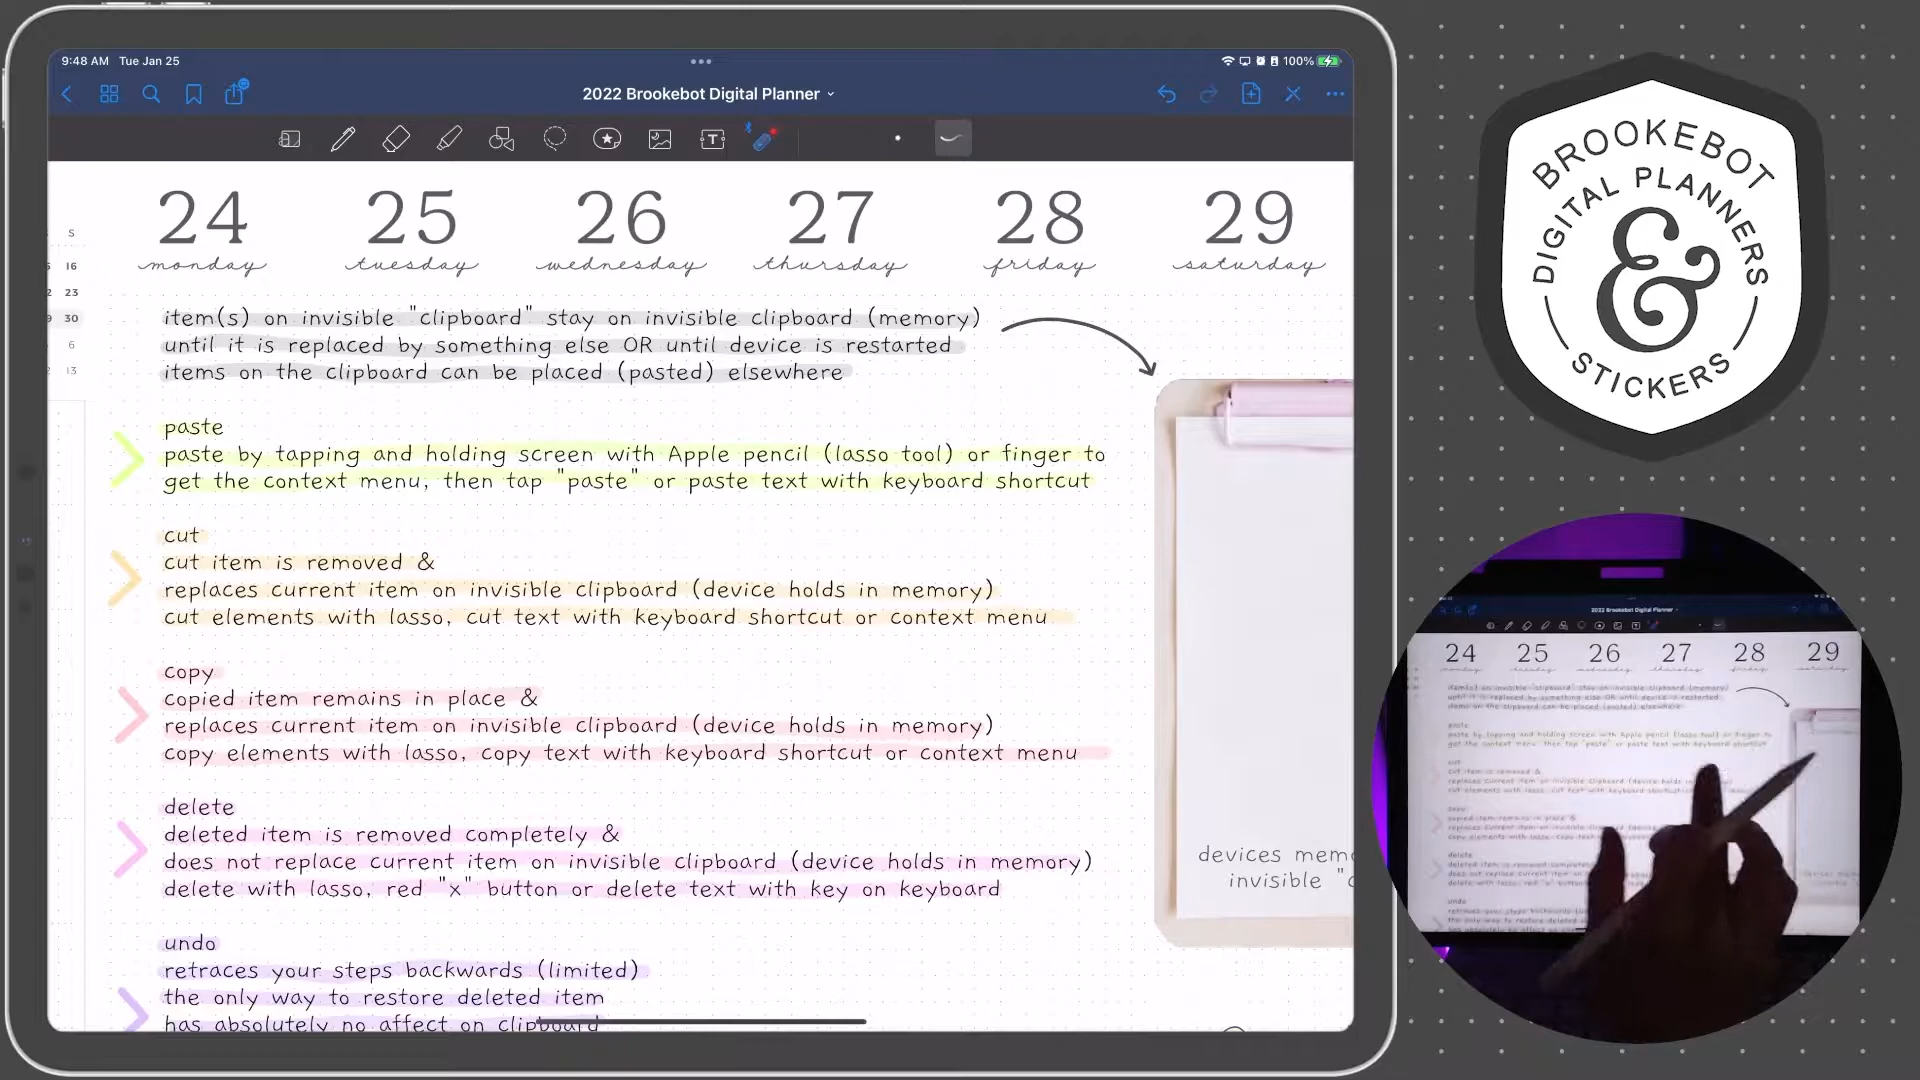 9:48 AM Tue Jan 25
100%
2022 Brookebot Digital Planner
24 25 26 27 28 29
monday tuesday wednesday thursday friday saturday
S
16
23
30
6
13
item(s) on invisible "clipboard" stay on invisible clipboard (memory)
until it is replaced by something else OR until device is restarted
items on the clipboard can be placed (pasted) elsewhere
paste
paste by tapping and holding screen with Apple pencil (lasso tool) or finger to
get the context menu, then tap "paste" or paste text with keyboard shortcut
cut
cut item is removed &
replaces current item on invisible clipboard (device holds in memory)
cut elements with lasso, cut text with keyboard shortcut or context menu
copy
copied item remains in place &
replaces current item on invisible clipboard (device holds in memory)
copy elements with lasso, copy text with keyboard shortcut or context menu
delete
deleted item is removed completely &
does not replace current item on invisible clipboard (device holds in memory)
delete with lasso, red "x" button or delete text with key on keyboard
undo
retraces your steps backwards (limited)
the only way to restore deleted item
has absolutely no affect on clipboard
devices mem
invisible "c
BROOKEBOT
DIGITAL PLANNERS
&
STICKERS
2022 Brookebot Digital Planner
24 25 26 27 28 29